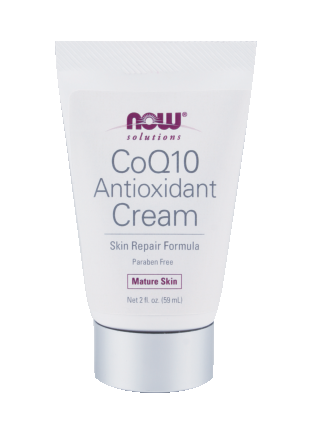 now®
solutions
CoQ10
Antioxidant
Cream
Skin Repair Formula
Paraben Free
Mature Skin
Net 2 fl. oz. (59 mL)